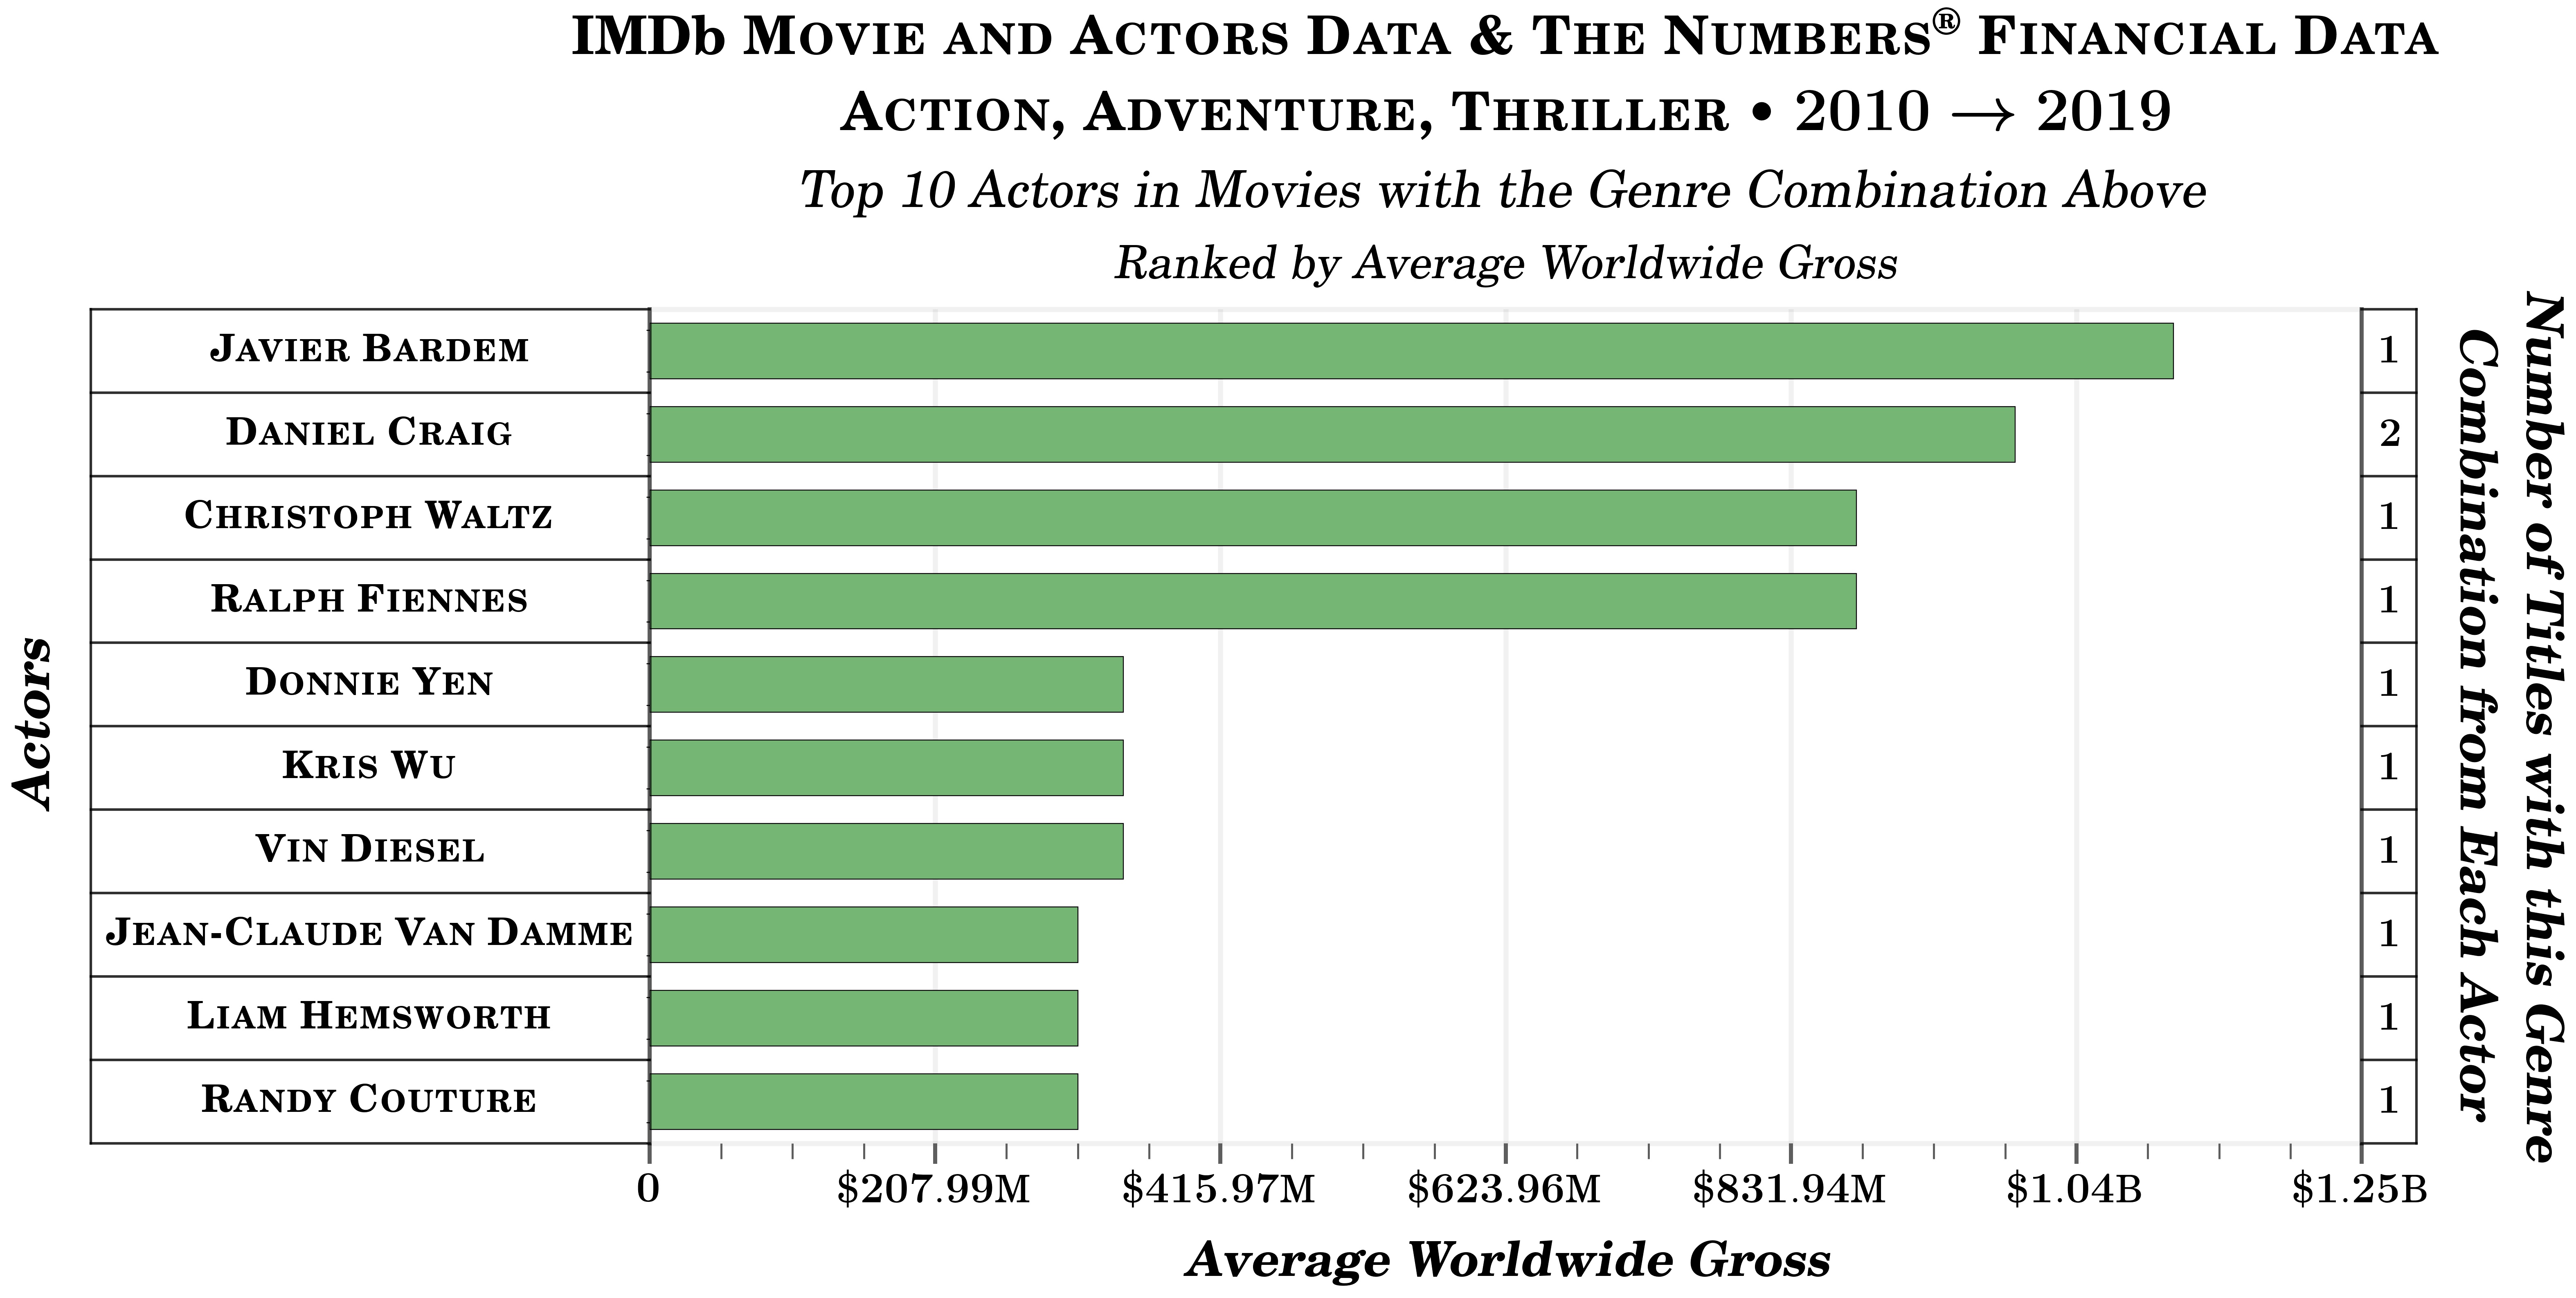 IMDb Movie and Actors Data & The Numbers® Financial Data
Action, Adventure, Thriller • 2010 → 2019
Top 10 Actors in Movies with the Genre Combination Above
Ranked by Average Worldwide Gross
Actors
Javier Bardem 1
Daniel Craig 2
Christoph Waltz 1
Ralph Fiennes 1
Donnie Yen 1
Kris Wu 1
Vin Diesel 1
Jean-Claude Van Damme 1
Liam Hemsworth 1
Randy Couture 1
Number of Titles with this Genre
Combination from Each Actor
0 $207.99M $415.97M $623.96M $831.94M $1.04B $1.25B
Average Worldwide Gross